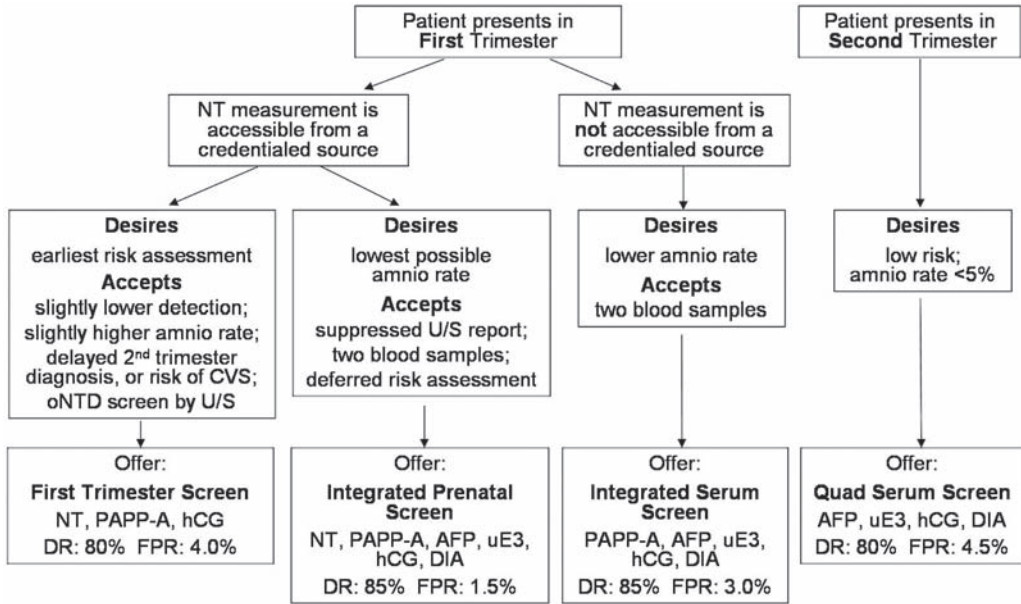 Patient presents in
First Trimester
Patient presents in
Second Trimester
NT measurement is
accessible from a
credentialed source
NT measurement is
not accessible from a
credentialed source
Desires
earliest risk assessment
Accepts
slightly lower detection;
slightly higher amnio rate;
delayed 2nd trimester
diagnosis, or risk of CVS;
oNTD screen by U/S
Desires
lowest possible
amnio rate
Accepts
suppressed U/S report;
two blood samples;
deferred risk assessment
Desires
lower amnio rate
Accepts
two blood samples
Desires
low risk;
amnio rate <5%
Offer:
First Trimester Screen
NT, PAPP-A, hCG
DR: 80% FPR: 4.0%
Offer:
Integrated Prenatal
Screen
NT, PAPP-A, AFP, uE3,
hCG, DIA
DR: 85% FPR: 1.5%
Offer:
Integrated Serum
Screen
PAPP-A, AFP, uE3,
hCG, DIA
DR: 85% FPR: 3.0%
Offer:
Quad Serum Screen
AFP, uE3, hCG, DIA
DR: 80% FPR: 4.5%